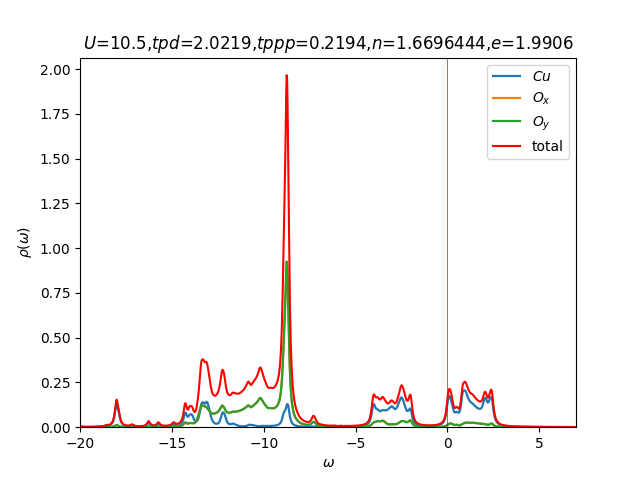 U=10.5,tpd=2.0219,tppp=0.2194,n=1.6696444,e=1.9906
2.00
1.75
1.50
1.25
1.00
0.75
0.50
0.25
0.00
ρ(ω)
Cu
Oₓ
O_y
total
−20
−15
−10
−5
0
5
ω